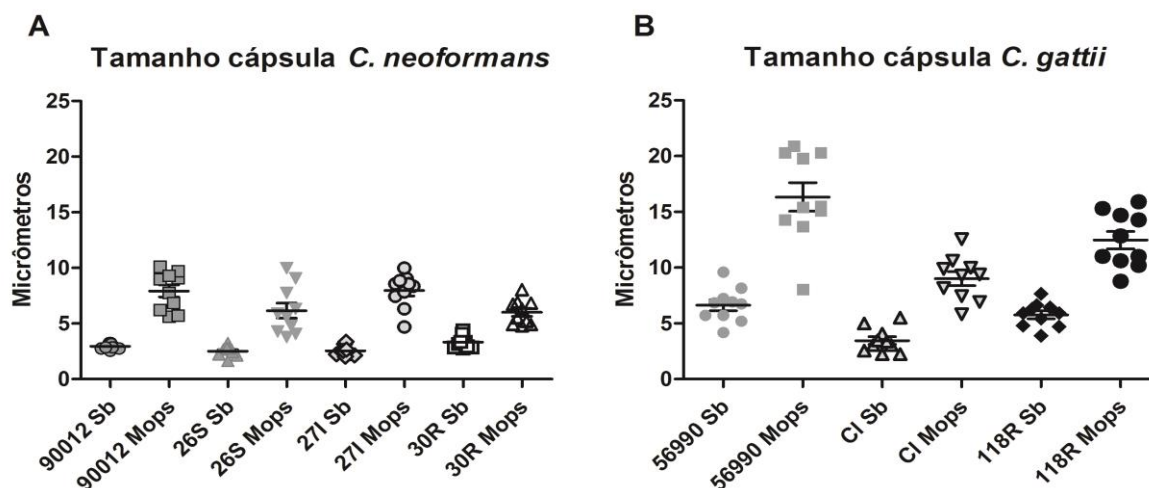 A
Tamanho cápsula C. neoformans
Micrômetros
25
20
15
10
5
0
90012 Sb
90012 Mops
26S Sb
26S Mops
27I Sb
27I Mops
30R Sb
30R Mops
B
Tamanho cápsula C. gattii
Micrômetros
25
20
15
10
5
0
56990 Sb
56990 Mops
CI Sb
CI Mops
118R Sb
118R Mops